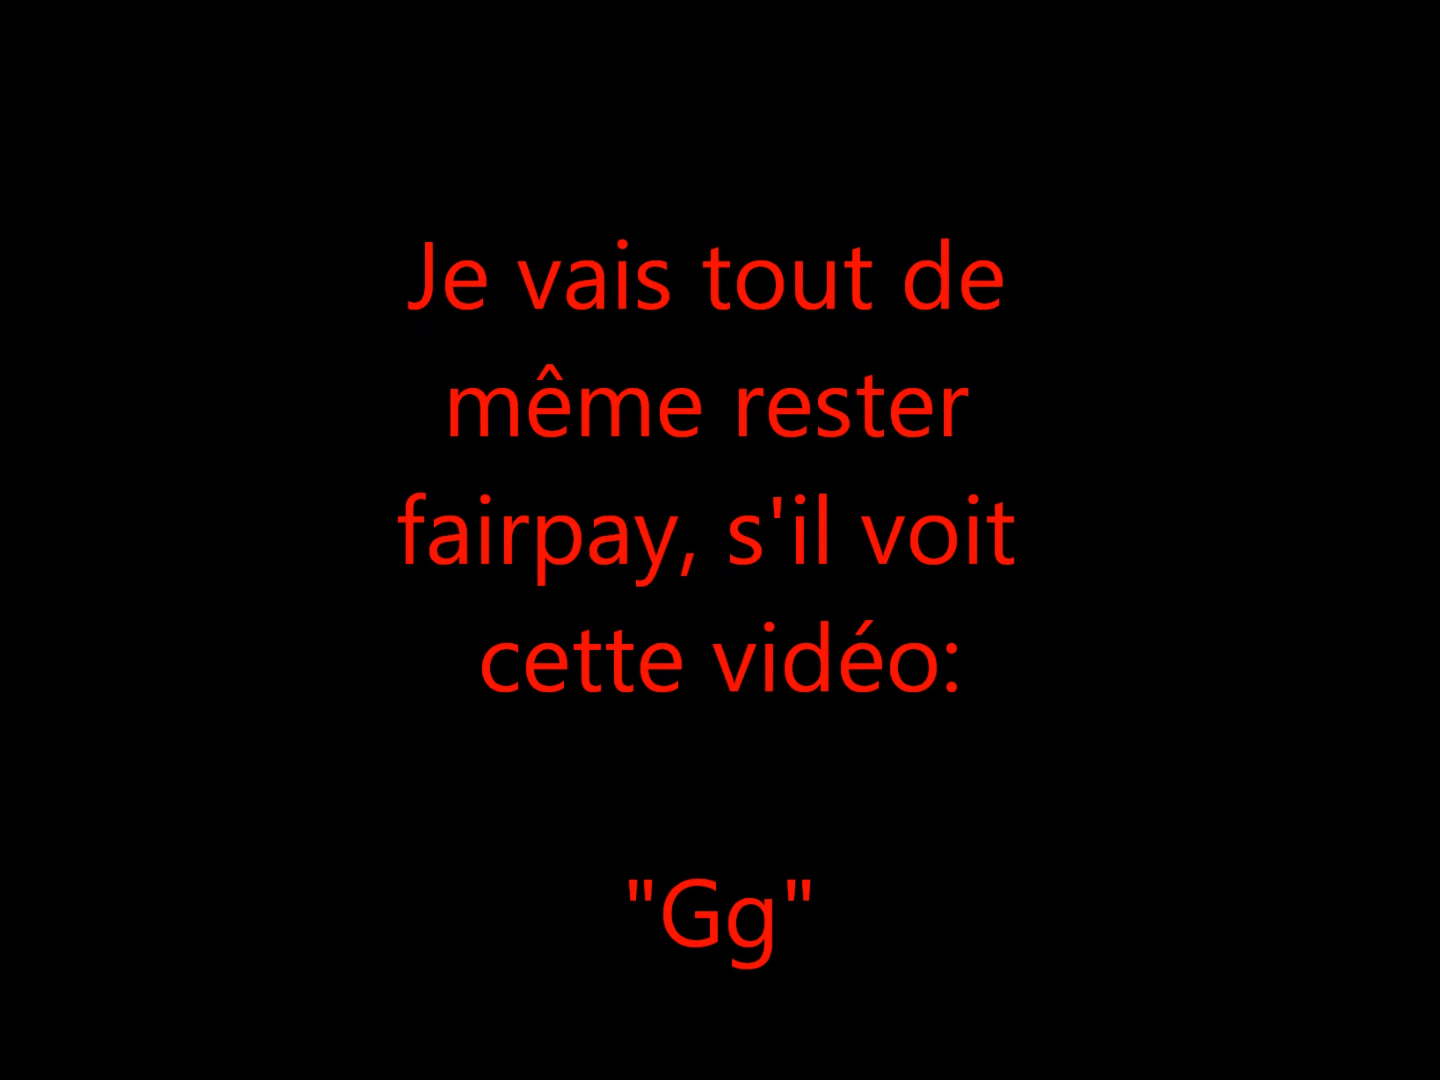 Je vais tout de
même rester
fairpay, s'il voit
cette vidéo:
"Gg"